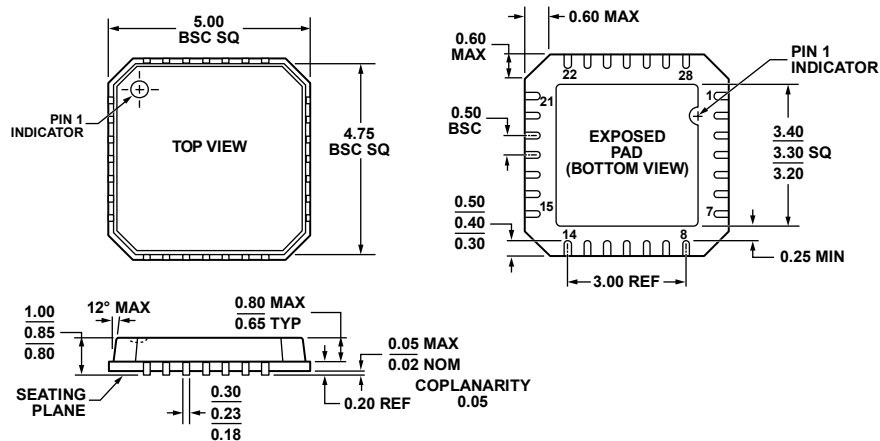 5.00
BSC SQ
PIN 1
INDICATOR
TOP VIEW
4.75
BSC SQ
0.60 MAX
0.60
MAX
22
28
PIN 1
INDICATOR
21
1
0.50
BSC
EXPOSED
PAD
(BOTTOM VIEW)
3.40
3.30 SQ
3.20
0.50
0.40
0.30
15
7
14
8
0.25 MIN
3.00 REF
1.00
0.85
0.80
12° MAX
0.80 MAX
0.65 TYP
0.05 MAX
0.02 NOM
COPLANARITY
0.05
SEATING
PLANE
0.30
0.23
0.18
0.20 REF